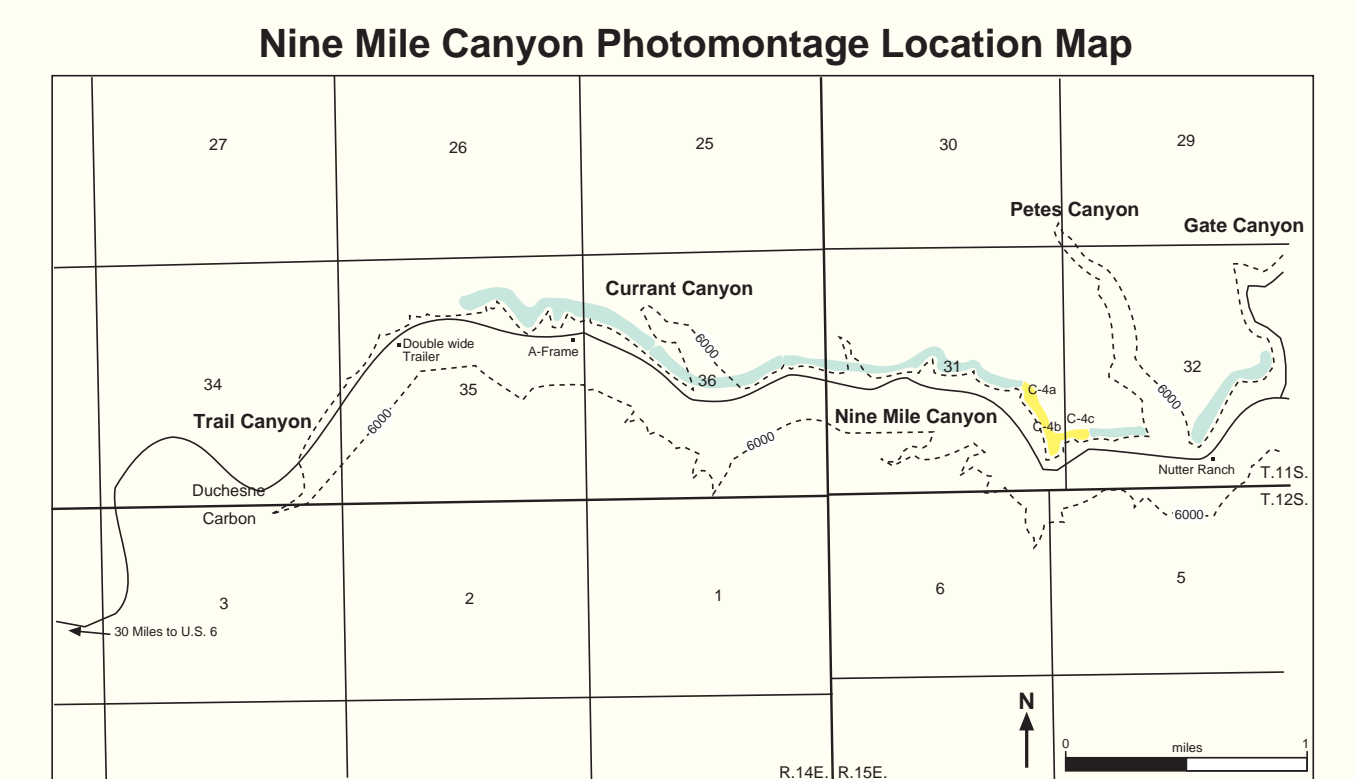 Nine Mile Canyon Photomontage Location Map
27
26
25
30
29
Petes Canyon
Gate Canyon
Currant Canyon
6000
Double wide
Trailer
A-Frame
34
35
36
31
32
C-4a
6000
Trail Canyon
6000
Nine Mile Canyon
C-4b
C-4c
6000
Nutter Ranch
T.11S.
Duchesne
T.12S.
Carbon
6000
3
2
1
6
5
30 Miles to U.S. 6
N
0
miles
1
R.14E.
R.15E.